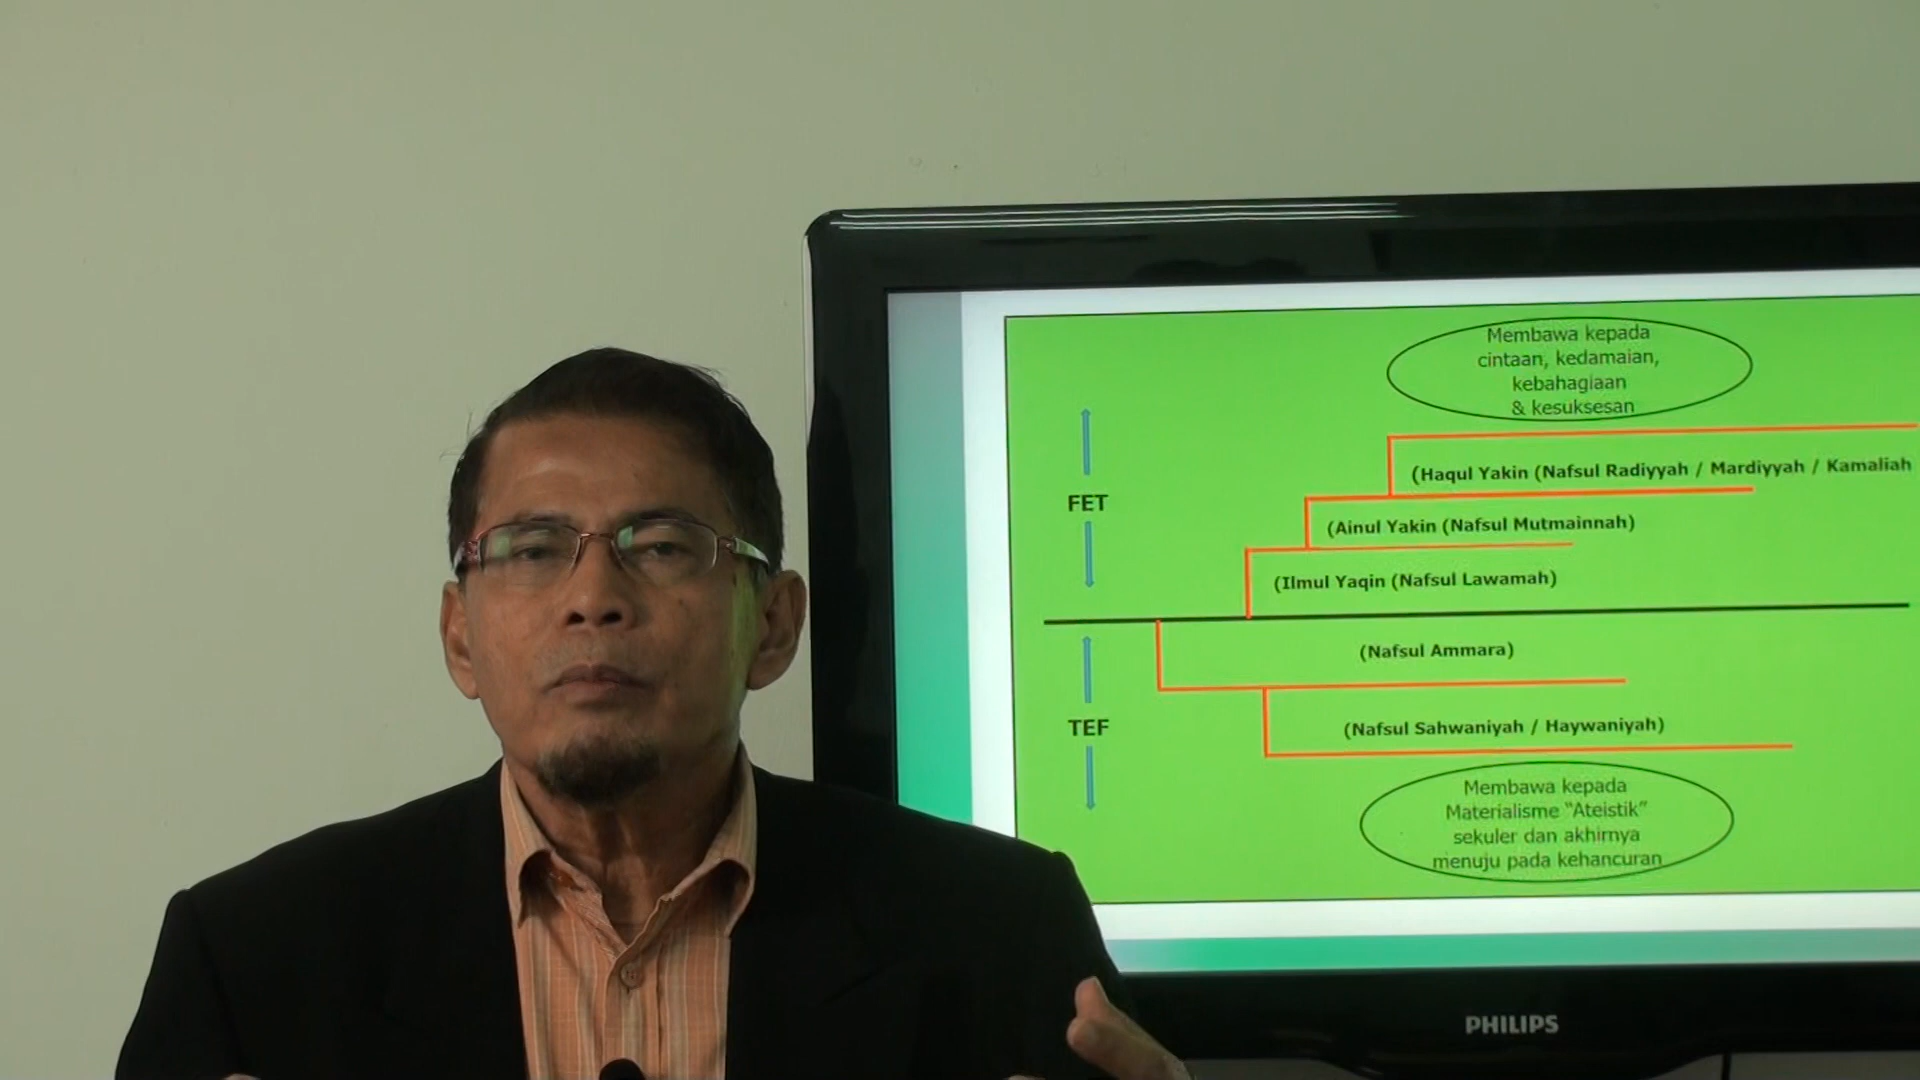 Membawa kepada
cintaan, kedamaian,
kebahagiaan
& kesuksesan
(Haqul Yakin (Nafsul Radiyyah / Mardiyyah / Kamaliah
FET
(Ainul Yakin (Nafsul Mutmainnah)
(Ilmul Yaqin (Nafsul Lawamah)
(Nafsul Ammara)
TEF
(Nafsul Sahwaniyah / Haywaniyah)
Membawa kepada
Materialisme “Ateistik”
sekuler dan akhirnya
menuju pada kehancuran
PHILIPS